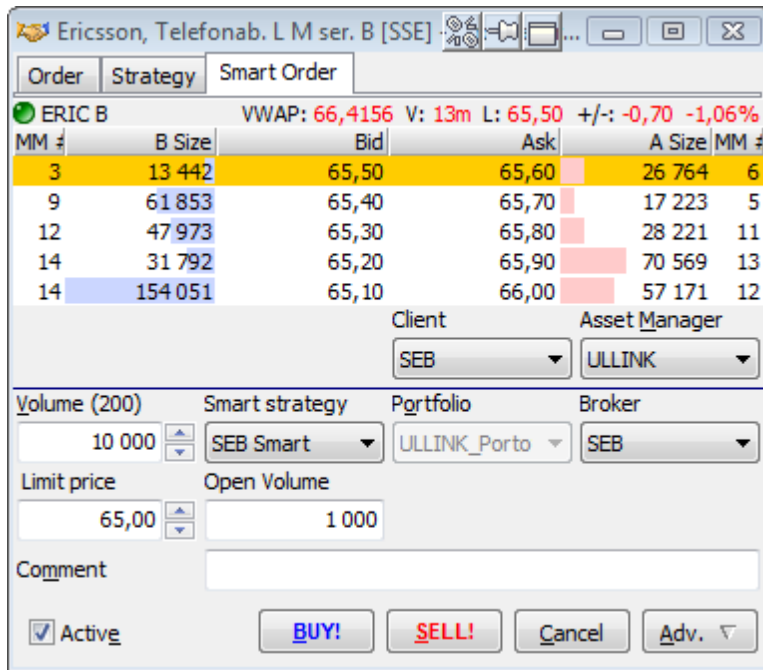 Ericsson, Telefonab. L M ser. B [SSE] - ...
Order Strategy Smart Order
ERIC B VWAP: 66,4156 V: 13m L: 65,50 +/-: -0,70 -1,06%
MM # B Size Bid Ask A Size MM #
3 13 442 65,50 65,60 26 764 6
9 61 853 65,40 65,70 17 223 5
12 47 973 65,30 65,80 28 221 11
14 31 792 65,20 65,90 70 569 13
14 154 051 65,10 66,00 57 171 12
Client Asset Manager
SEB ULLINK
Volume (200) Smart strategy Portfolio Broker
10 000 SEB Smart ULLINK_Porto SEB
Limit price Open Volume
65,00 1 000
Comment
Active BUY! SELL! Cancel Adv.